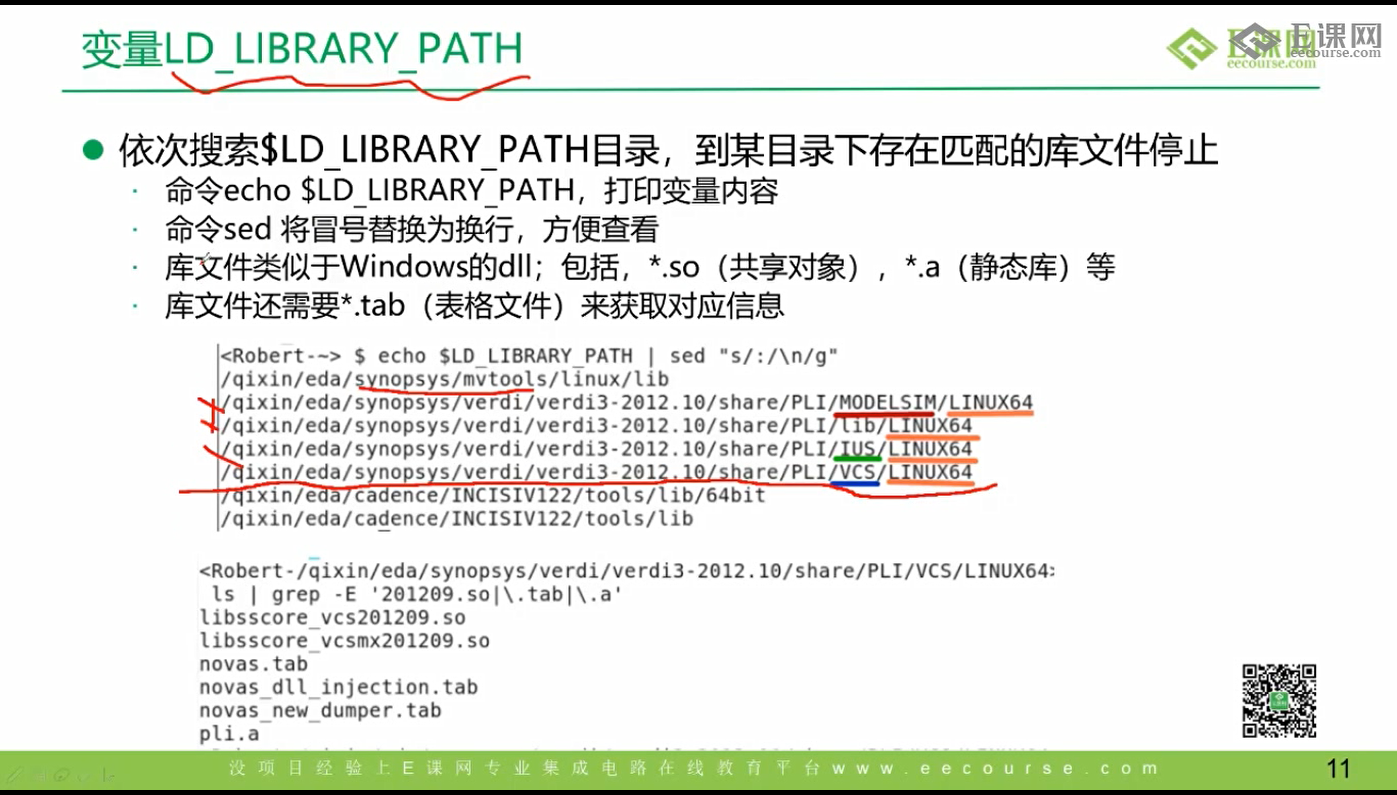 变量LD_LIBRARY_PATH
E课网
eecourse.com
E课网
eecourse.com
依次搜索$LD_LIBRARY_PATH目录，到某目录下存在匹配的库文件停止
· 命令echo $LD_LIBRARY_PATH，打印变量内容
· 命令sed 将冒号替换为换行，方便查看
· 库文件类似于Windows的dll；包括，*.so（共享对象），*.a（静态库）等
· 库文件还需要*.tab（表格文件）来获取对应信息
<Robert-~> $ echo $LD_LIBRARY_PATH | sed "s/:/\n/g"
/qixin/eda/synopsys/mvtools/linux/lib
/qixin/eda/synopsys/verdi/verdi3-2012.10/share/PLI/MODELSIM/LINUX64
/qixin/eda/synopsys/verdi/verdi3-2012.10/share/PLI/lib/LINUX64
/qixin/eda/synopsys/verdi/verdi3-2012.10/share/PLI/IUS/LINUX64
/qixin/eda/synopsys/verdi/verdi3-2012.10/share/PLI/VCS/LINUX64
/qixin/eda/cadence/INCISIV122/tools/lib/64bit
/qixin/eda/cadence/INCISIV122/tools/lib
<Robert-/qixin/eda/synopsys/verdi/verdi3-2012.10/share/PLI/VCS/LINUX64>
ls | grep -E '201209.so|\.tab|\.a'
libsscore_vcs201209.so
libsscore_vcsmx201209.so
novas.tab
novas_dll_injection.tab
novas_new_dumper.tab
pli.a
没项目经验上E课网专业集成电路在线教育平台www.eecourse.com
11